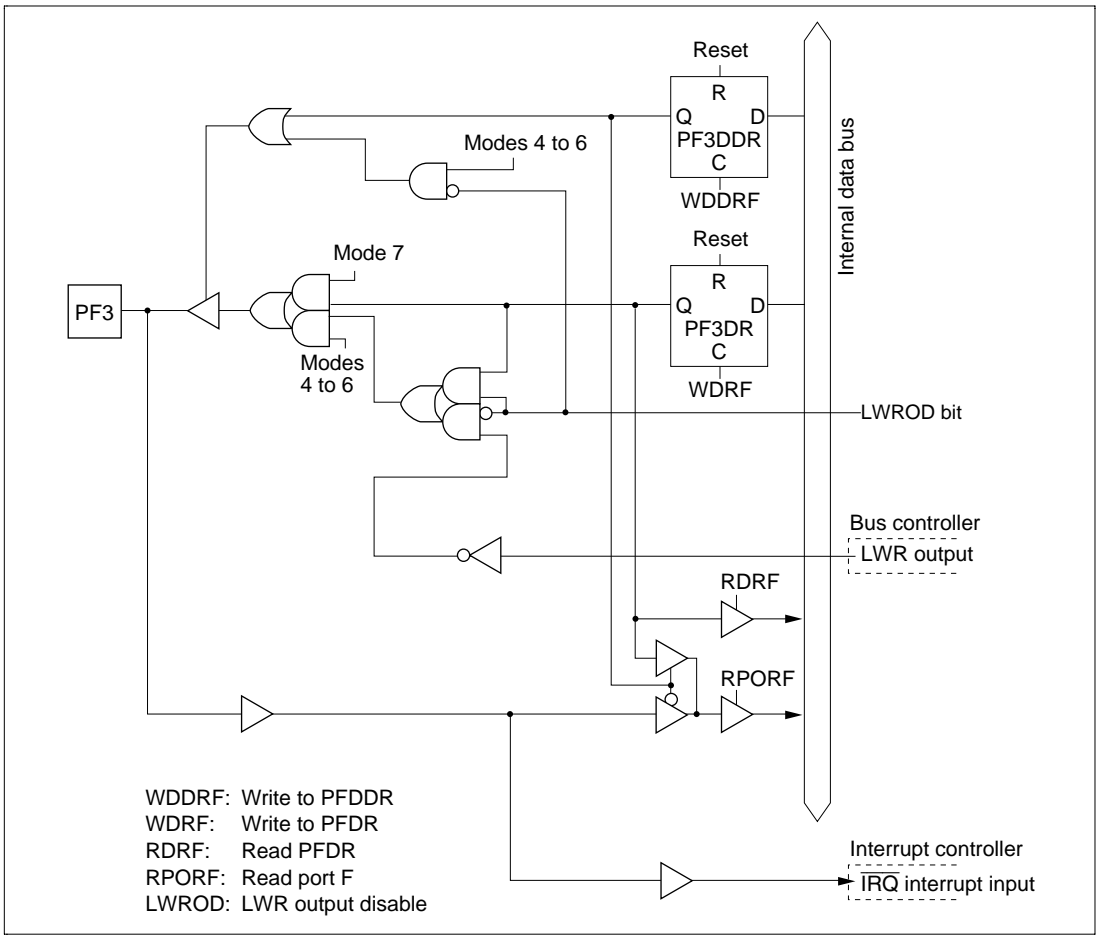 Reset
R
Q
D
PF3DDR
C
WDDRF
Modes 4 to 6
Internal data bus
Reset
R
Q
D
PF3DR
C
WDRF
Mode 7
PF3
Modes
4 to 6
LWROD bit
Bus controller
LWR output
RDRF
RPORF
WDDRF: Write to PFDDR
WDRF: Write to PFDR
RDRF: Read PFDR
RPORF: Read port F
LWROD: LWR output disable
Interrupt controller
I̅R̅Q̅ interrupt input